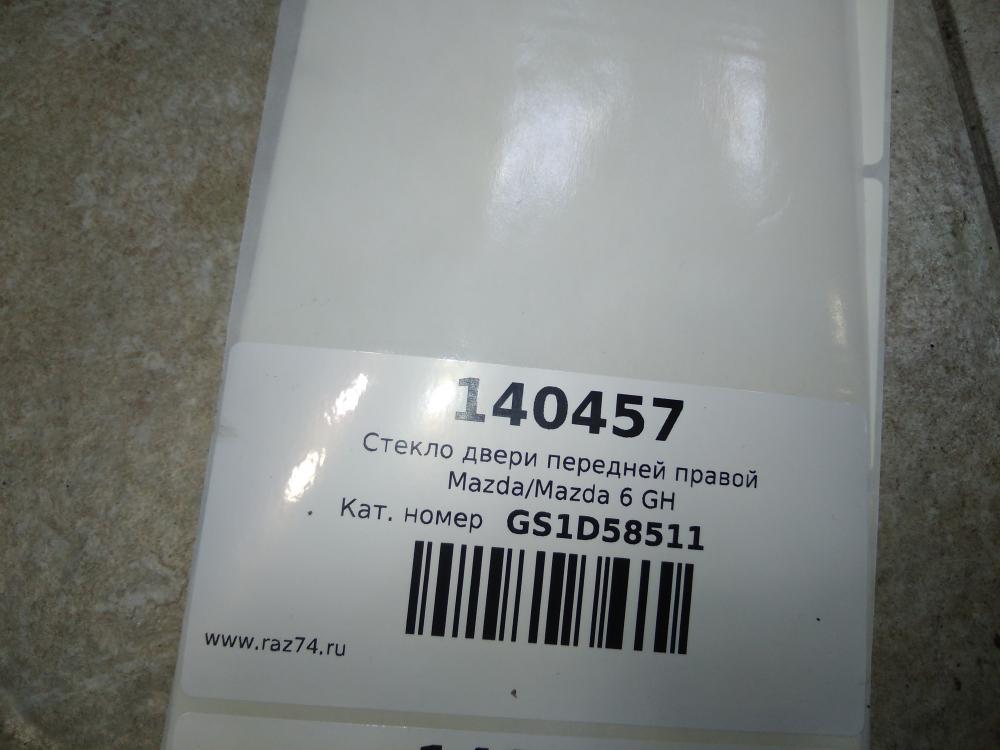 140457
Стекло двери передней правой
Mazda/Mazda 6 GH
Кат. номер GS1D58511
www.raz74.ru